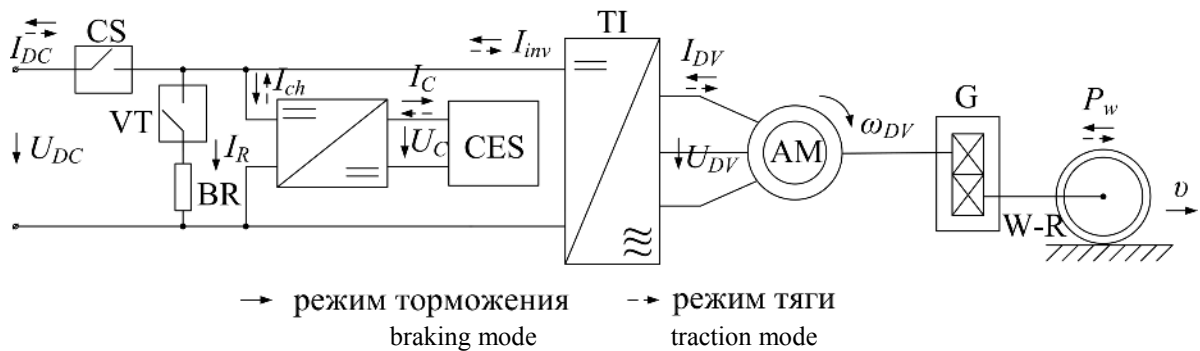 CS
I_DC
VT
U_DC
I_R
BR
I_ch
I_C
U_C
CES
I_inv
TI
I_DV
U_DV
AM
ω_DV
G
P_w
W-R
υ
режим торможения
braking mode
режим тяги
traction mode